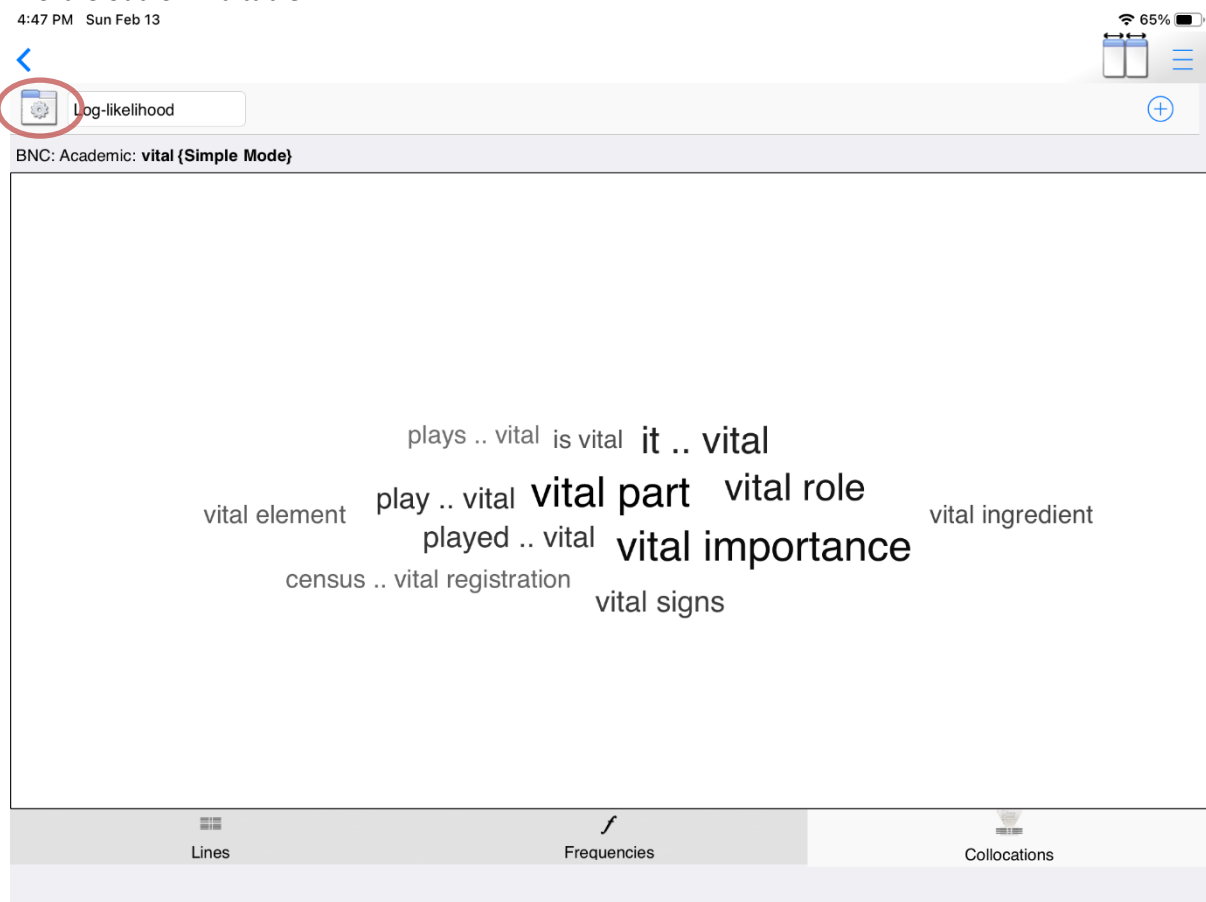 4:47 PM Sun Feb 13
65%
Log-likelihood
BNC: Academic: vital {Simple Mode}
plays .. vital is vital it .. vital
vital element play .. vital vital part vital role vital ingredient
played .. vital vital importance
census .. vital registration vital signs
f
Lines Frequencies Collocations